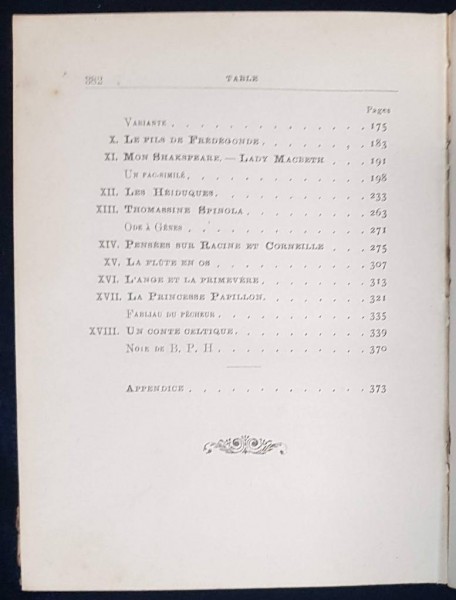 382 TABLE
Pages
VARIANTE . . . . . . . . . . . . . . 175
X. LE FILS DE FRÉDÉGONDE. . . . . . . . 183
XI. MON SHAKSPEARE. — LADY MACBETH . . . 191
UN FAC-SIMILÉ. . . . . . . . . . . . . 198
XII. LES HEIDUQUES. . . . . . . . . . . . 233
XIII. THOMASSINE SPINOLA . . . . . . . . . 263
ODE À GÊNES . . . . . . . . . . . . . 271
XIV. PENSÉES SUR RACINE ET CORNEILLE . . . 275
XV. LA FLÛTE EN OS . . . . . . . . . . . . 307
XVI. L'ANGE ET LA PRIMEVÈRE. . . . . . . . 313
XVII. LA PRINCESSE PAPILLON. . . . . . . . 321
FABLIAU DU PÊCHEUR . . . . . . . . . . 335
XVIII. UN CONTE CELTIQUE. . . . . . . . . . 339
NOIR DE B. P. H . . . . . . . . . . . . 370
APPENDICE . . . . . . . . . . . . . 373